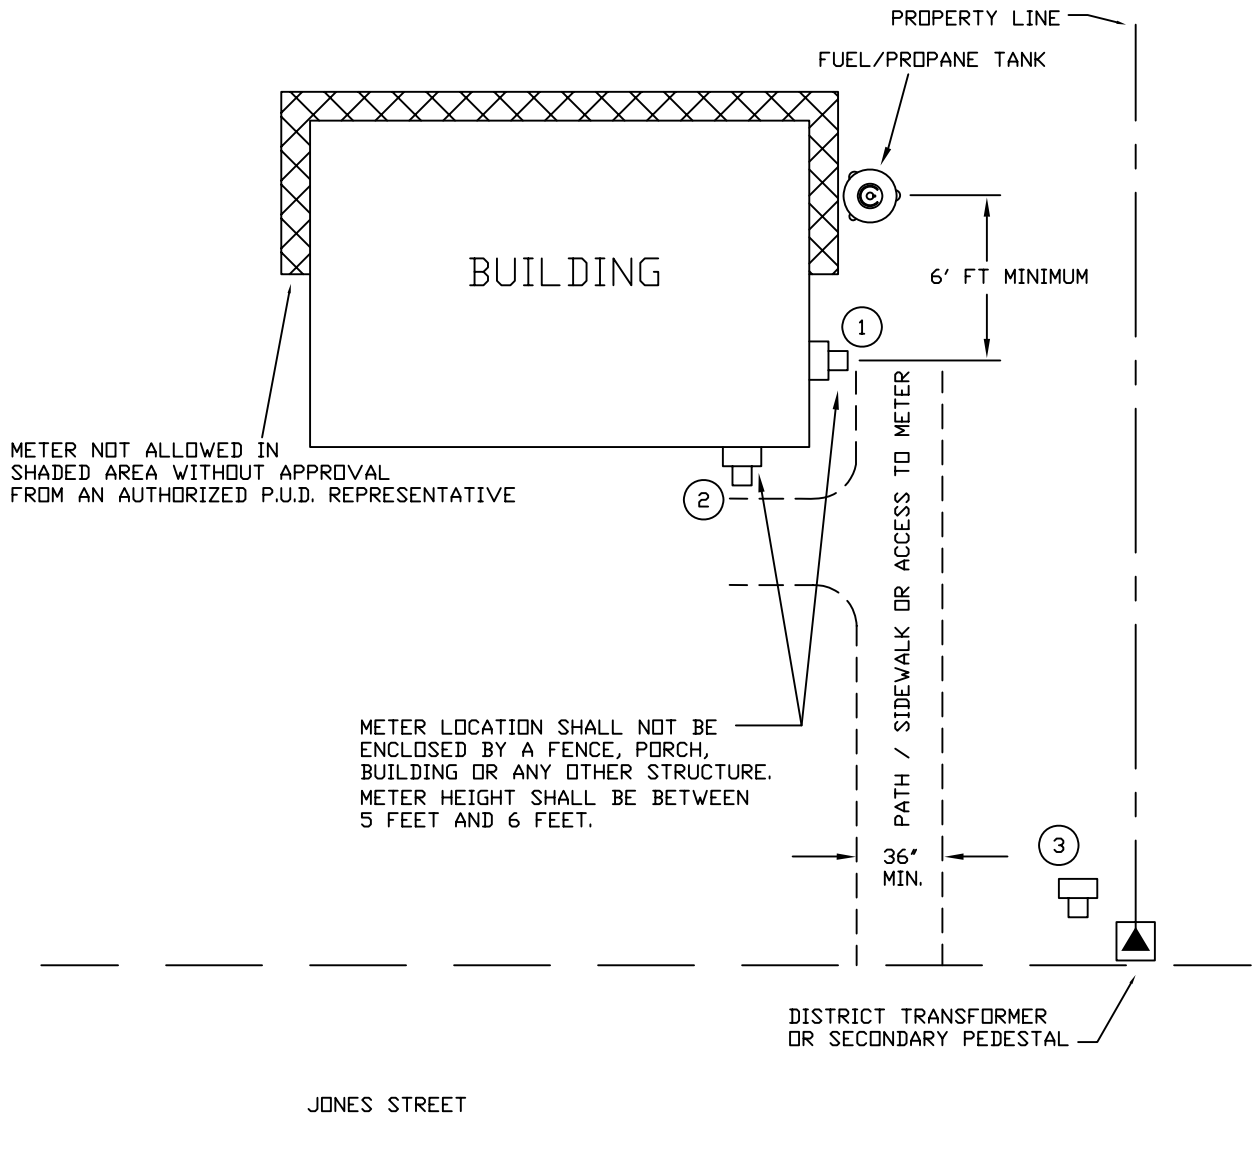 PROPERTY LINE
FUEL/PROPANE TANK
BUILDING
6' FT MINIMUM
1
METER NOT ALLOWED IN
SHADED AREA WITHOUT APPROVAL
FROM AN AUTHORIZED P.U.D. REPRESENTATIVE
2
PATH / SIDEWALK OR ACCESS TO METER
METER LOCATION SHALL NOT BE
ENCLOSED BY A FENCE, PORCH,
BUILDING OR ANY OTHER STRUCTURE.
METER HEIGHT SHALL BE BETWEEN
5 FEET AND 6 FEET.
36"
MIN.
3
DISTRICT TRANSFORMER
OR SECONDARY PEDESTAL
JONES STREET